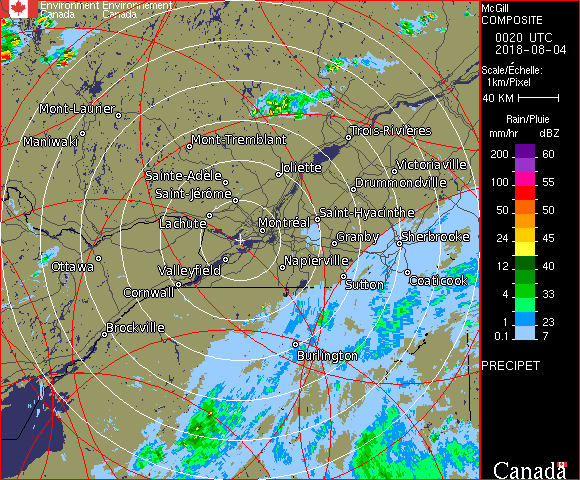 Environment Environnement
Canada Canada
McGill
COMPOSITE
0020 UTC
2018-08-04
Scale/Échelle:
1km/Pixel
40 KM
Rain/Pluie
mm/hr dBZ
200 60
100 55
50 50
24 45
12 40
4 33
1 23
0.1 7
PRECIPET
Canada
Mont-Laurier
Maniwaki
Mont-Tremblant
Trois-Rivières
Joliette
Victoriaville
Sainte-Adèle
Drummondville
Saint-Jérôme
Saint-Hyacinthe
Lachute
Montréal
Granby
Sherbrooke
Ottawa
Valleyfield
Napierville
Coaticook
Cornwall
Sutton
Brockville
Burlington